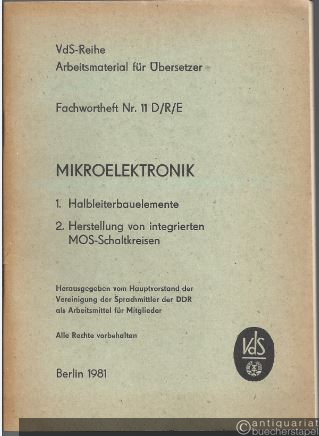 VdS-Reihe
Arbeitsmaterial für Übersetzer
Fachwortheft Nr. 11 D/R/E
MIKROELEKTRONIK
1. Halbleiterbauelemente
2. Herstellung von integrierten
MOS-Schaltkreisen
Herausgegeben vom Hauptvorstand der
Vereinigung der Sprachmittler der DDR
als Arbeitsmittel für Mitglieder
Alle Rechte vorbehalten
VdS
Berlin 1981
antiquariat
buecherstapel